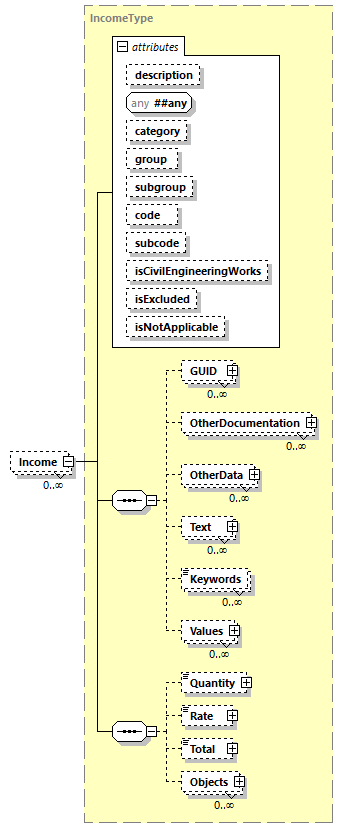 IncomeType
attributes
description
any ##any
category
group
subgroup
code
subcode
isCivilEngineeringWorks
isExcluded
isNotApplicable
GUID
0..∞
OtherDocumentation
0..∞
Income
0..∞
OtherData
0..∞
Text
0..∞
Keywords
0..∞
Values
0..∞
Quantity
Rate
Total
Objects
0..∞